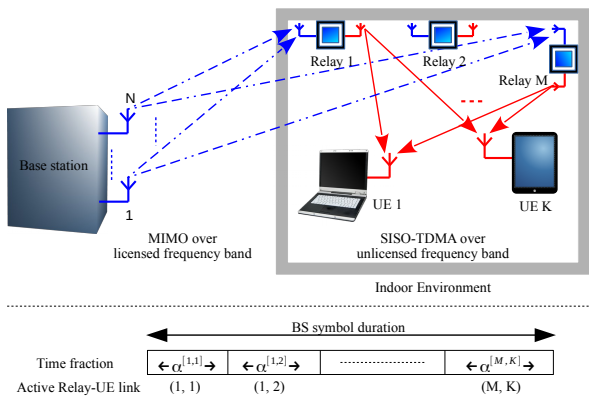 Relay 1
Relay 2
Relay M
N
Base station
1
UE 1
UE K
MIMO over
licensed frequency band
SISO-TDMA over
unlicensed frequency band
Indoor Environment
BS symbol duration
Time fraction α[1,1] α[1,2] α[M,K]
Active Relay-UE link (1, 1) (1, 2) (M, K)